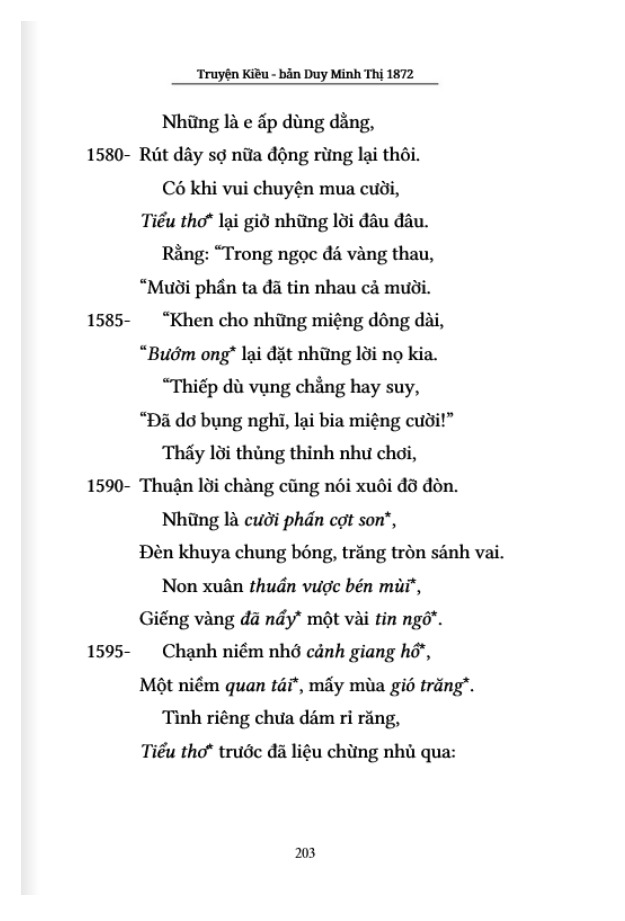 Truyện Kiều - bản Duy Minh Thị 1872
Những là e ấp dùng dằng,
1580- Rút dây sợ nữa động rừng lại thôi.
Có khi vui chuyện mua cười,
Tiểu thơ* lại giở những lời đâu đâu.
Rằng: “Trong ngọc đá vàng thau,
“Mười phần ta đã tin nhau cả mười.
1585- “Khen cho những miệng dông dài,
“Bướm ong* lại đặt những lời nọ kia.
“Thiếp dù vụng chẳng hay suy,
“Đã dơ bụng nghĩ, lại bia miệng cười!”
Thấy lời thủng thỉnh như chơi,
1590- Thuận lời chàng cũng nói xuôi đỡ đòn.
Những là cười phấn cợt son*,
Đèn khuya chung bóng, trăng tròn sánh vai.
Non xuân thuần vược bén mùi*,
Giếng vàng đã nẩy* một vài tin ngô*.
1595- Chạnh niềm nhớ cảnh giang hồ*,
Một niềm quan tái*, mấy mùa gió trăng*.
Tình riêng chưa dám rỉ răng,
Tiểu thơ* trước đã liệu chừng nhủ qua:
203